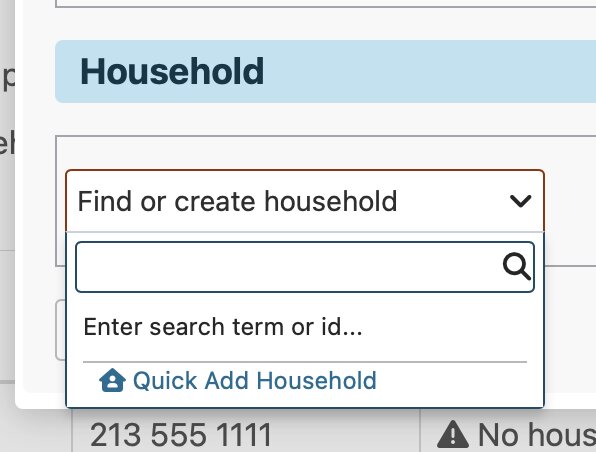 Household
Find or create household
Enter search term or id...
Quick Add Household
213 555 1111
No hous